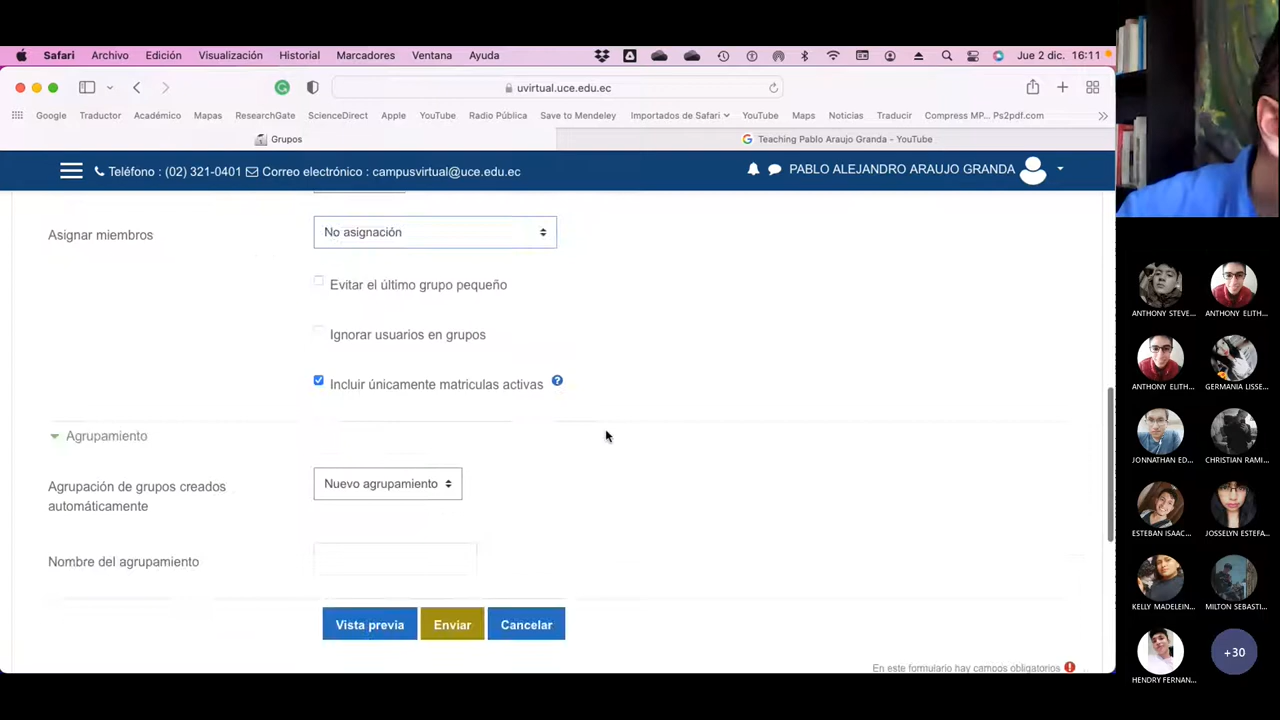 Safari Archivo Edición Visualización Historial Marcadores Ventana Ayuda Jue 2 dic. 16:11
uvirtual.uce.edu.ec
Google Traductor Académico Mapas ResearchGate ScienceDirect Apple YouTube Radio Pública Save to Mendeley Importados de Safari YouTube Maps Noticias Traducir Compress MP... Ps2pdf.com
Grupos Teaching Pablo Araujo Granda - YouTube
Teléfono : (02) 321-0401 Correo electrónico : campusvirtual@uce.edu.ec PABLO ALEJANDRO ARAUJO GRANDA
Asignar miembros No asignación
Evitar el último grupo pequeño
Ignorar usuarios en grupos
Incluir únicamente matriculas activas
Agrupamiento
Agrupación de grupos creados automáticamente Nuevo agrupamiento
Nombre del agrupamiento
Vista previa Enviar Cancelar
En este formulario hay campos obligatorios
ANTHONY STEVE... ANTHONY ELITH...
ANTHONY ELITH... GERMANIA LISSE...
JONNATHAN ED... CHRISTIAN RAMI...
ESTEBAN ISAAC... JOSSELYN ESTEFA...
KELLY MADELEIN... MILTON SEBASTI...
HENDRY FERNAN... +30